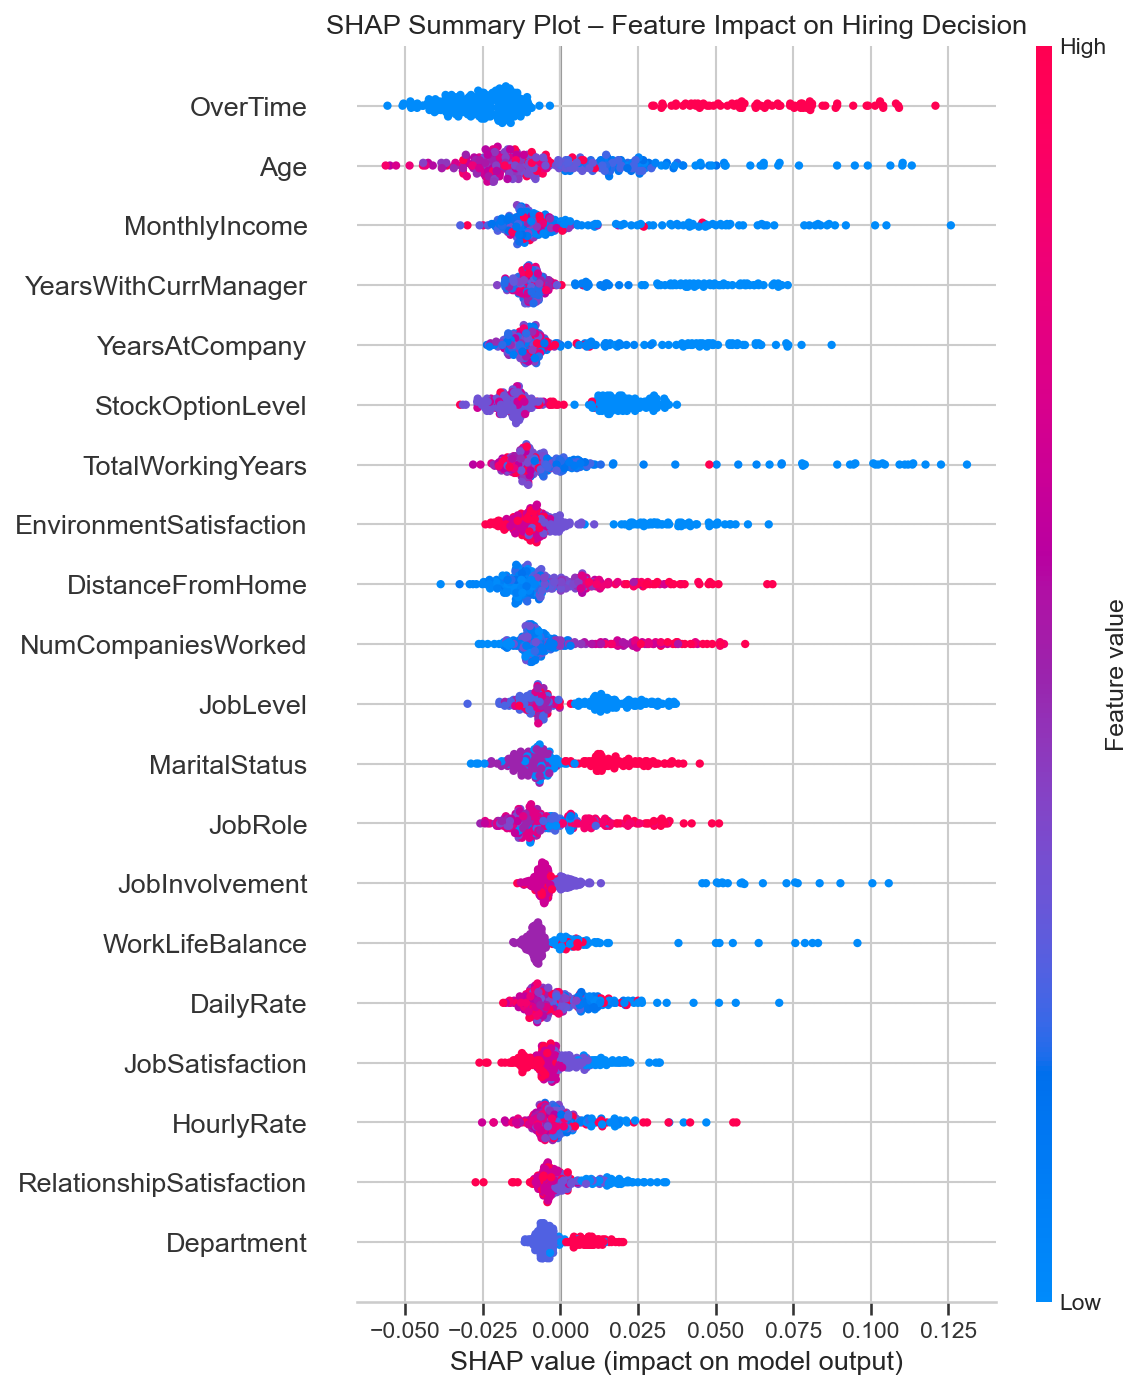 SHAP Summary Plot – Feature Impact on Hiring Decision
High
OverTime
Age
MonthlyIncome
YearsWithCurrManager
YearsAtCompany
StockOptionLevel
TotalWorkingYears
EnvironmentSatisfaction
DistanceFromHome
NumCompaniesWorked
JobLevel
MaritalStatus
JobRole
JobInvolvement
WorkLifeBalance
DailyRate
JobSatisfaction
HourlyRate
RelationshipSatisfaction
Department
Feature value
Low
−0.050 −0.025 0.000 0.025 0.050 0.075 0.100 0.125
SHAP value (impact on model output)